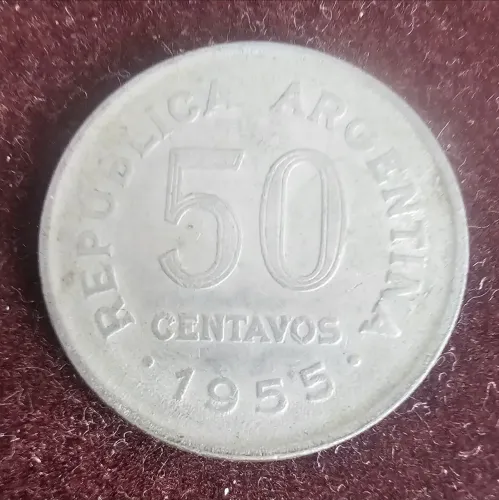 REPUBLICA ARGENTINA
50
CENTAVOS
· 1955 ·